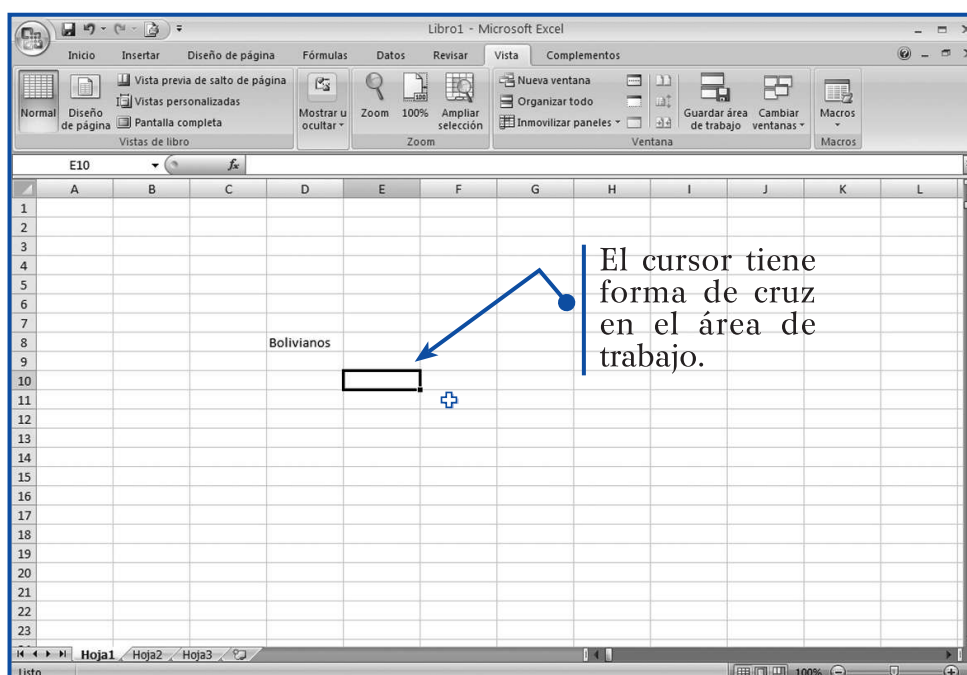 Libro1 - Microsoft Excel
Inicio Insertar Diseño de página Fórmulas Datos Revisar Vista Complementos
Normal
Diseño
de página
Vista previa de salto de página
Vistas personalizadas
Pantalla completa
Vistas de libro
Mostrar u
ocultar
Zoom
100
100%
Ampliar
selección
Zoom
Nueva ventana
Organizar todo
Inmovilizar paneles
Guardar área
de trabajo
Cambiar
ventanas
Ventana
Macros
Macros
E10 fx
A B C D E F G H I J K L
1
2
3
4
5
6
7
8 Bolivianos
9
10
11
12
13
14
15
16
17
18
19
20
21
22
23
El cursor tiene
forma de cruz
en el área de
trabajo.
Hoja1 Hoja2 Hoja3
Listo 100%